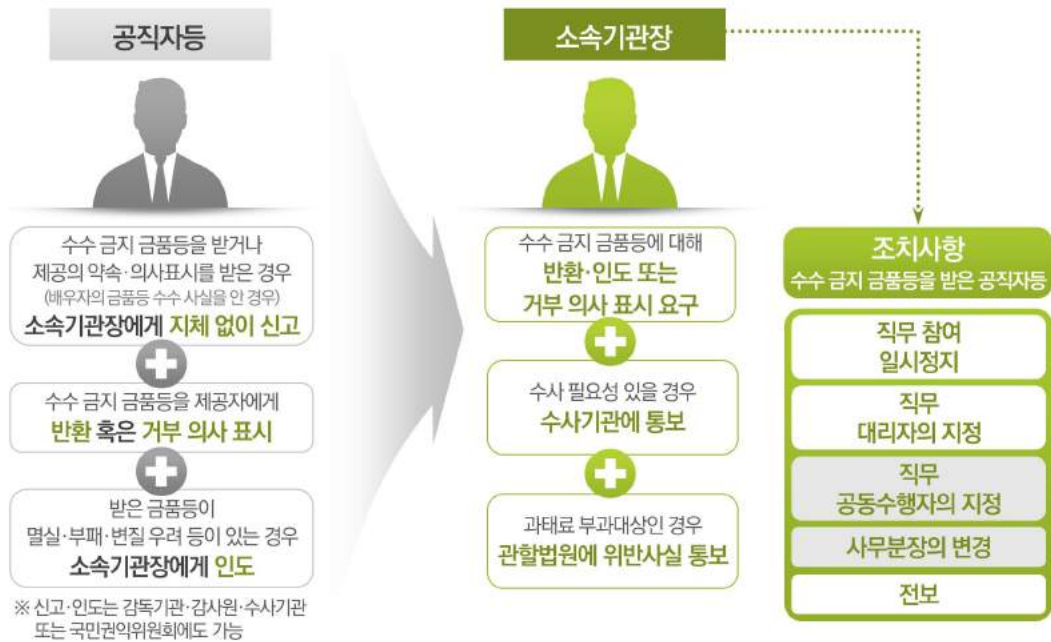 공직자등
수수 금지 금품등을 받거나
제공의 약속·의사표시를 받은 경우
(배우자의 금품등 수수 사실을 안 경우)
소속기관장에게 지체 없이 신고
수수 금지 금품등을 제공자에게
반환 혹은 거부 의사 표시
받은 금품등이
멸실·부패·변질 우려 등이 있는 경우
소속기관장에게 인도
※ 신고·인도는 감독기관·감사원·수사기관
또는 국민권익위원회에도 가능
소속기관장
수수 금지 금품등에 대해
반환·인도 또는
거부 의사 표시 요구
수사 필요성 있을 경우
수사기관에 통보
과태료 부과대상인 경우
관할법원에 위반사실 통보
조치사항
수수 금지 금품등을 받은 공직자등
직무 참여
일시정지
직무
대리자의 지정
직무
공동수행자의 지정
사무분장의 변경
전보